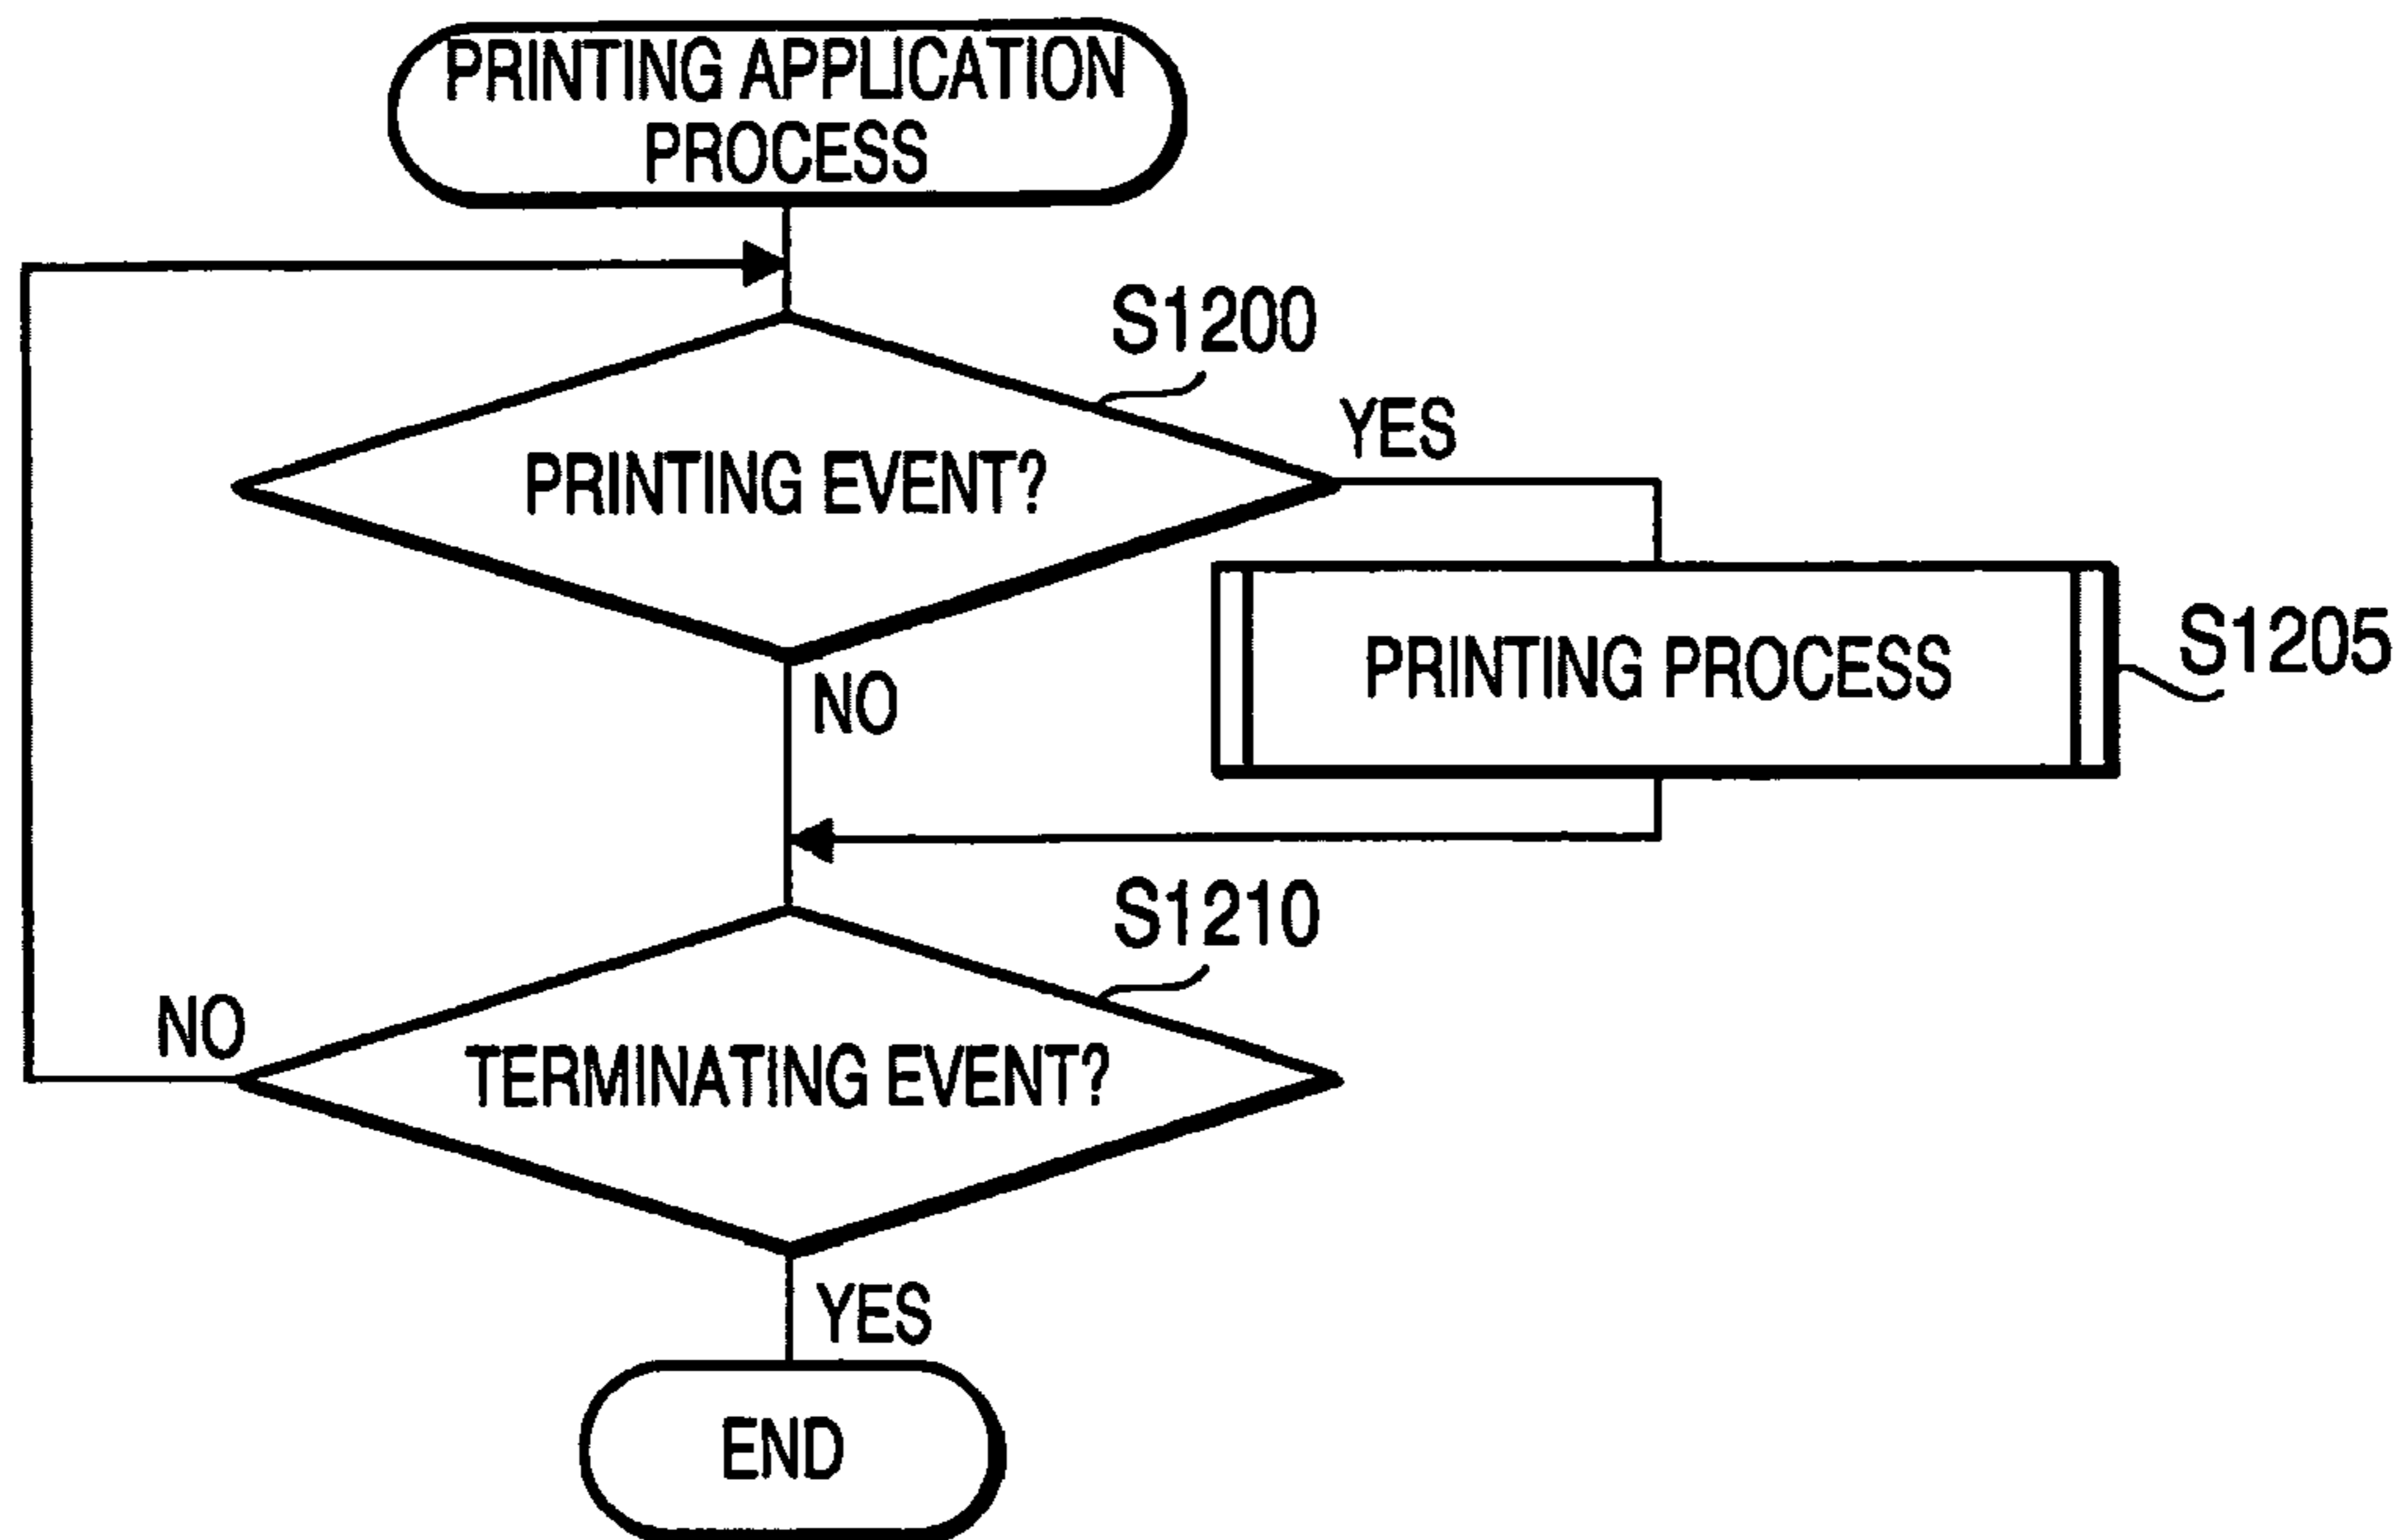 PRINTING APPLICATION
PROCESS
S1200
YES
PRINTING EVENT?
PRINTING PROCESS
S1205
NO
S1210
NO
TERMINATING EVENT?
YES
END